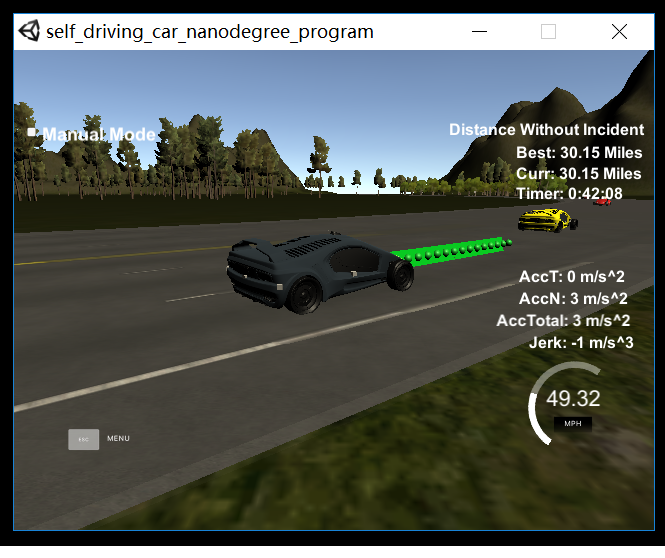 self_driving_car_nanodegree_program
Manual Mode
Distance Without Incident
Best: 30.15 Miles
Curr: 30.15 Miles
Timer: 0:42:08
AccT: 0 m/s^2
AccN: 3 m/s^2
AccTotal: 3 m/s^2
Jerk: -1 m/s^3
49.32
MPH
ESC MENU